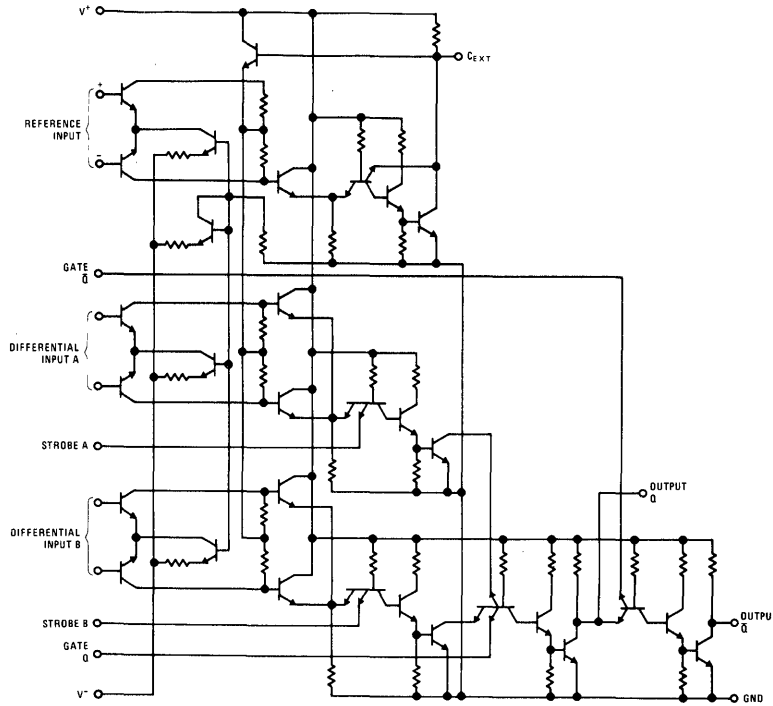 V+
CEXT
+
REFERENCE
INPUT
-
GATE
Q̅
DIFFERENTIAL
INPUT A
STROBE A
OUTPUT
Q
DIFFERENTIAL
INPUT B
STROBE B
OUTPU
Q̅
GATE
Q
V-
GND